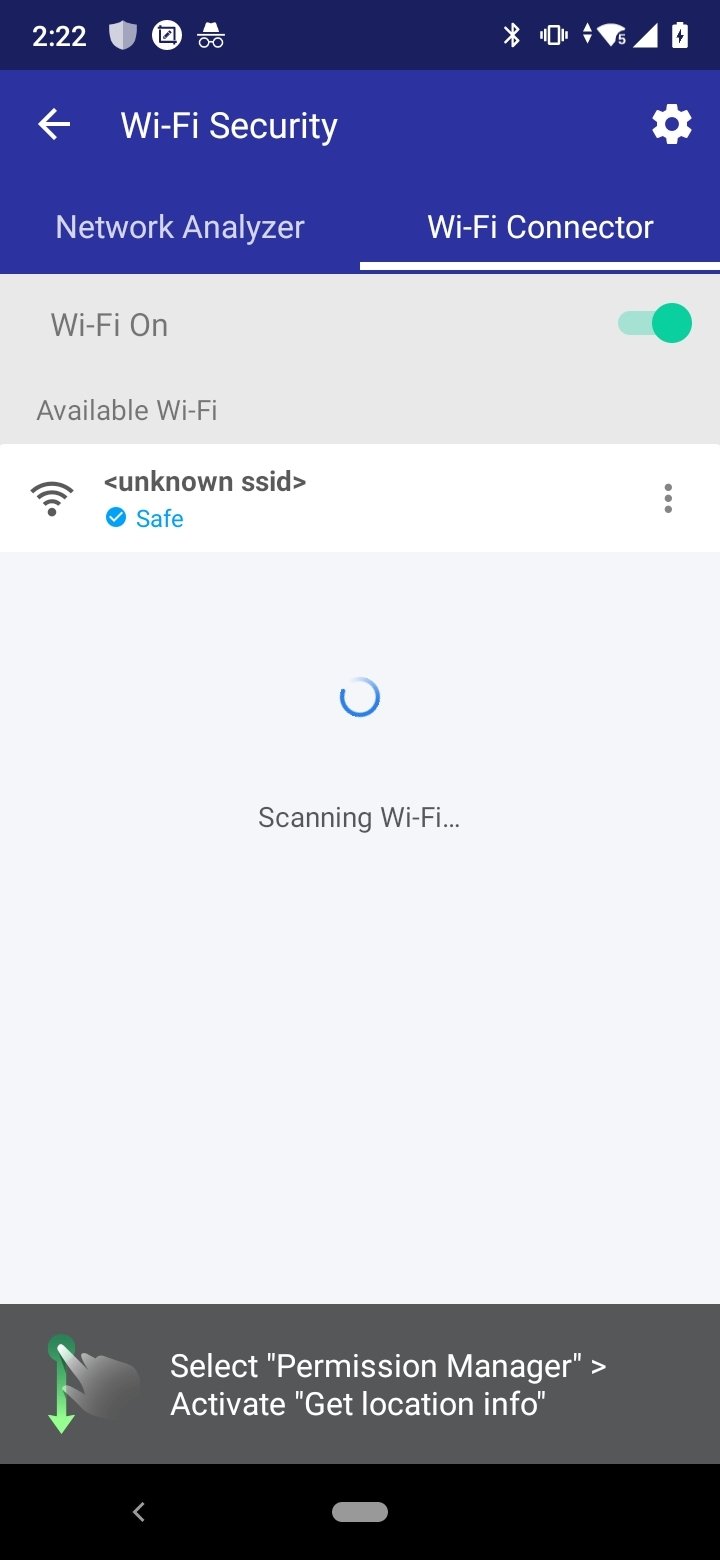 2:22
5
Wi-Fi Security
Network Analyzer
Wi-Fi Connector
Wi-Fi On
Available Wi-Fi
<unknown ssid>
Safe
Scanning Wi-Fi...
Select "Permission Manager" >
Activate "Get location info"